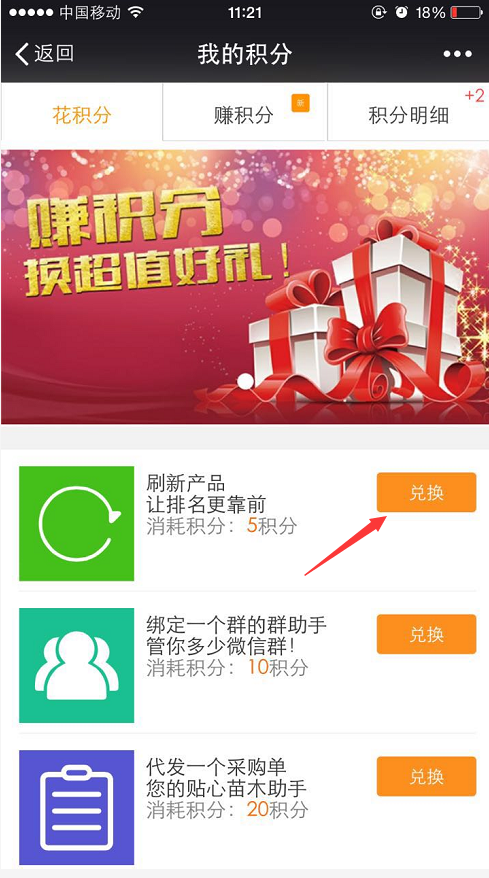 中国移动 11:21 18%
返回 我的积分
花积分 赚积分 新 积分明细 +2
赚积分
换超值好礼!
刷新产品
让排名更靠前
消耗积分：5积分
兑换
绑定一个群的群助手
管你多少微信群!
消耗积分：10积分
兑换
代发一个采购单
您的贴心苗木助手
消耗积分：20积分
兑换